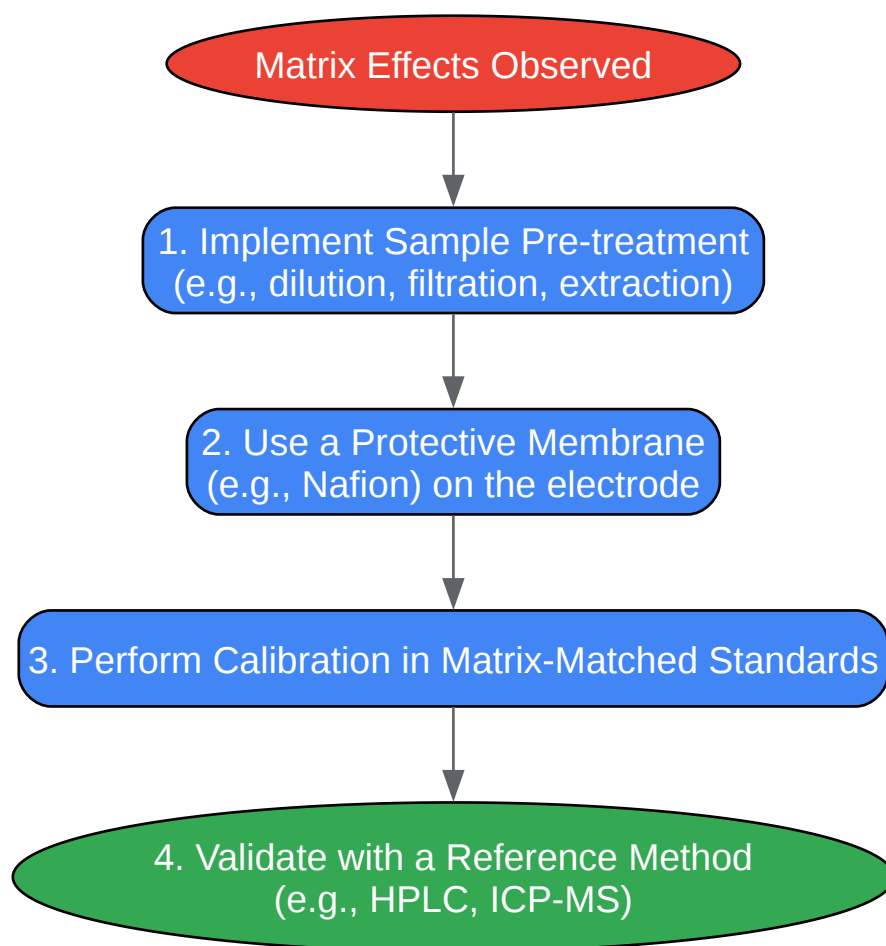 Matrix Effects Observed
1. Implement Sample Pre-treatment
(e.g., dilution, filtration, extraction)
2. Use a Protective Membrane
(e.g., Nafion) on the electrode
3. Perform Calibration in Matrix-Matched Standards
4. Validate with a Reference Method
(e.g., HPLC, ICP-MS)